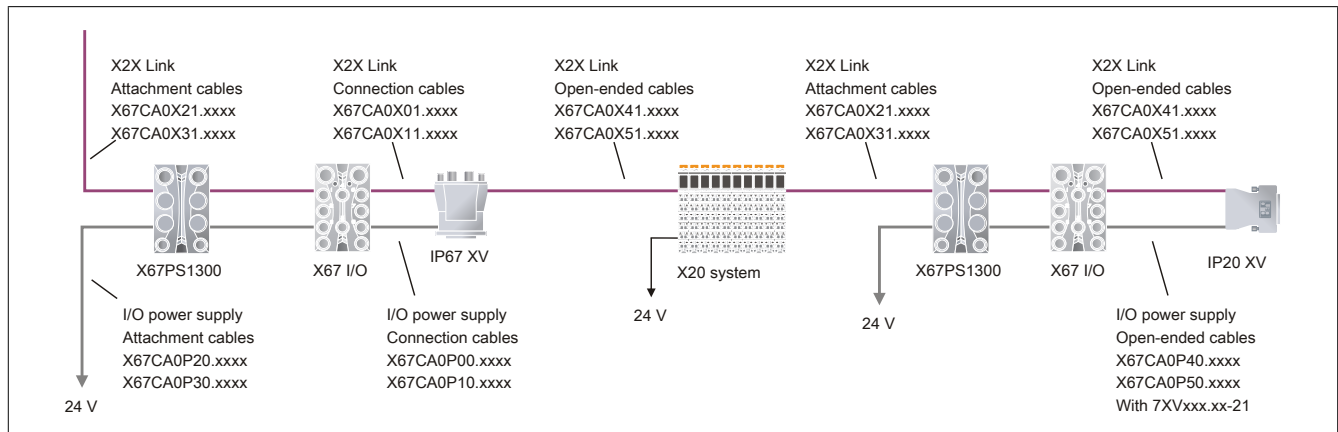 X2X Link
Attachment cables
X67CA0X21.xxxx
X67CA0X31.xxxx
X2X Link
Connection cables
X67CA0X01.xxxx
X67CA0X11.xxxx
X2X Link
Open-ended cables
X67CA0X41.xxxx
X67CA0X51.xxxx
X2X Link
Attachment cables
X67CA0X21.xxxx
X67CA0X31.xxxx
X2X Link
Open-ended cables
X67CA0X41.xxxx
X67CA0X51.xxxx
X67PS1300
X67 I/O
IP67 XV
X20 system
X67PS1300
X67 I/O
IP20 XV
I/O power supply
Attachment cables
X67CA0P20.xxxx
X67CA0P30.xxxx
24 V
I/O power supply
Connection cables
X67CA0P00.xxxx
X67CA0P10.xxxx
24 V
24 V
I/O power supply
Open-ended cables
X67CA0P40.xxxx
X67CA0P50.xxxx
With 7XVxxx.xx-21